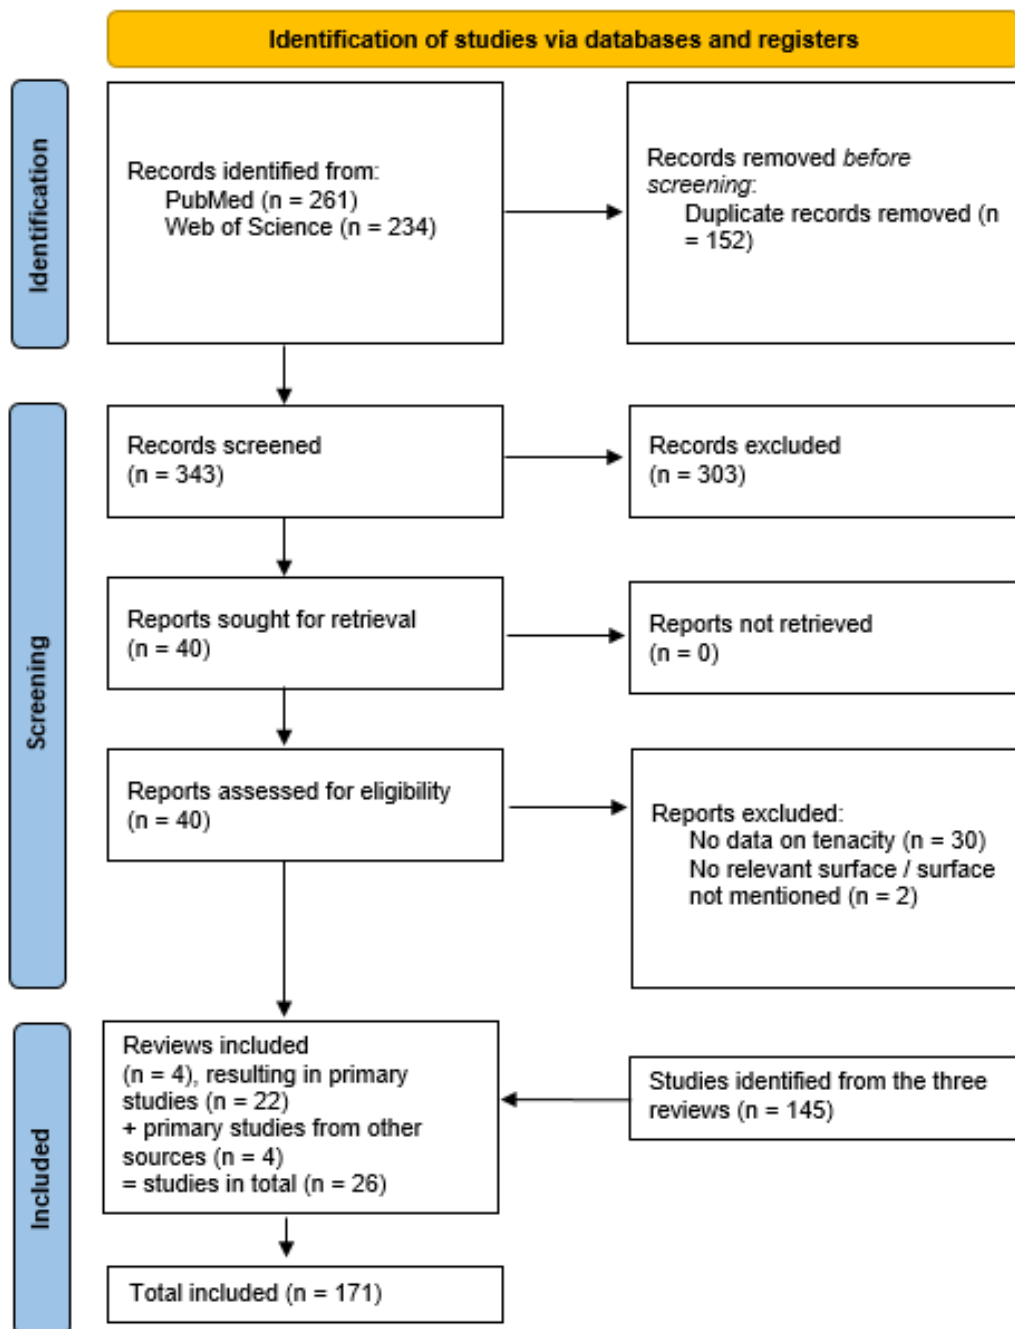 Identification of studies via databases and registers
Identification
Records identified from:
PubMed (n = 261)
Web of Science (n = 234)
Records removed before
screening:
Duplicate records removed (n
= 152)
Screening
Records screened
(n = 343)
Records excluded
(n = 303)
Reports sought for retrieval
(n = 40)
Reports not retrieved
(n = 0)
Reports assessed for eligibility
(n = 40)
Reports excluded:
No data on tenacity (n = 30)
No relevant surface / surface
not mentioned (n = 2)
Included
Reviews included
(n = 4), resulting in primary
studies (n = 22)
+ primary studies from other
sources (n = 4)
= studies in total (n = 26)
Studies identified from the three
reviews (n = 145)
Total included (n = 171)